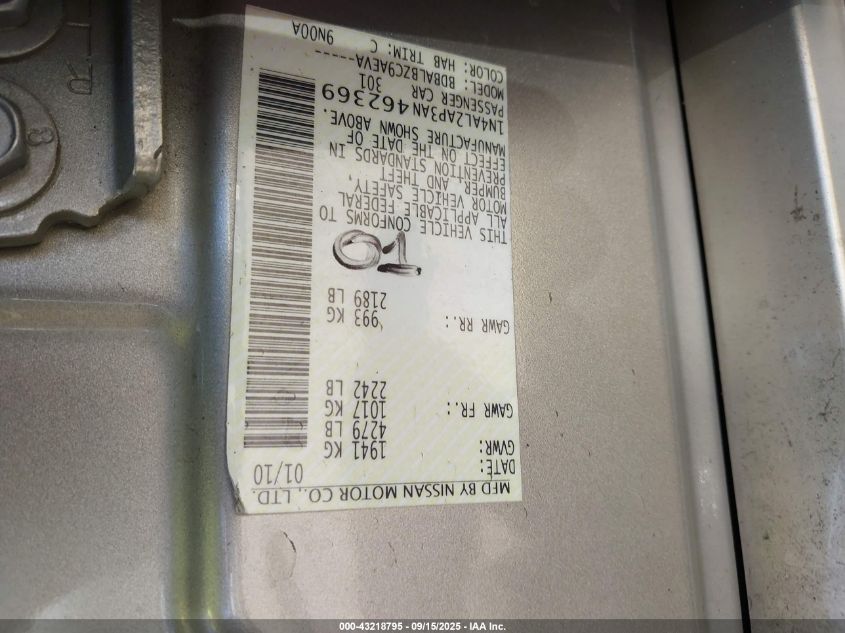 MFD BY NISSAN MOTOR CO., LTD.
DATE: 01/10
GVWR: 1941 KG
4279 LB
GAWR FR.: 1017 KG
2242 LB
GAWR RR.: 993 KG
2189 LB
THIS VEHICLE CONFORMS TO
ALL APPLICABLE FEDERAL
MOTOR VEHICLE SAFETY,
BUMPER, AND THEFT
PREVENTION STANDARDS IN
EFFECT ON THE DATE OF
MANUFACTURE SHOWN ABOVE.
1N4AL2AP3AN462369
PASSENGER CAR 301
MODEL: BDBALBZC9AEVA-----
COLOR: HAB TRIM: C 9N00A
000-43218795 - 09/15/2025 - IAA Inc.